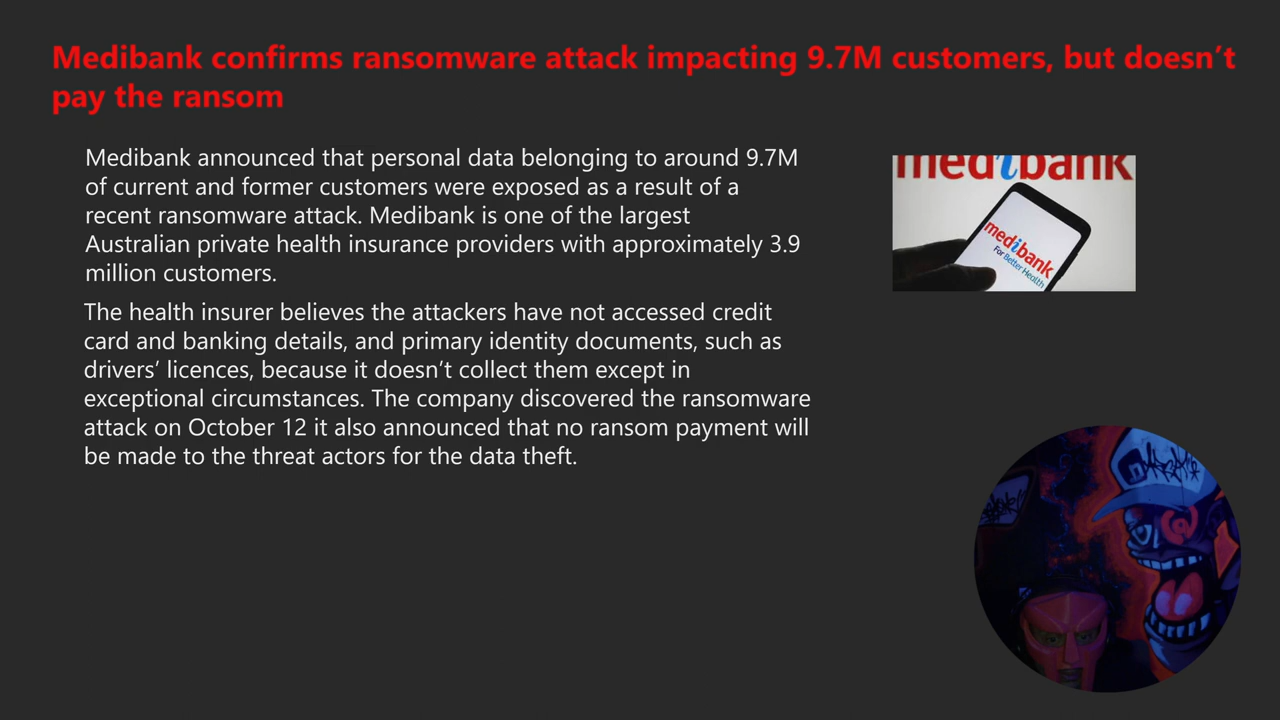 Medibank confirms ransomware attack impacting 9.7M customers, but doesn’t
pay the ransom
Medibank announced that personal data belonging to around 9.7M
of current and former customers were exposed as a result of a
recent ransomware attack. Medibank is one of the largest
Australian private health insurance providers with approximately 3.9
million customers.
The health insurer believes the attackers have not accessed credit
card and banking details, and primary identity documents, such as
drivers’ licences, because it doesn’t collect them except in
exceptional circumstances. The company discovered the ransomware
attack on October 12 it also announced that no ransom payment will
be made to the threat actors for the data theft.
medibank
medibank
For Better Health